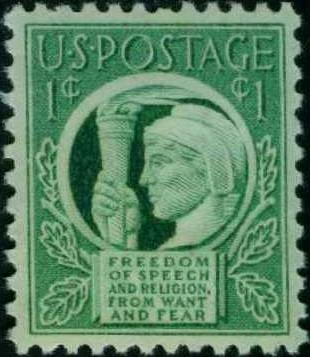 U.S. POSTAGE
1¢ ¢1
FREEDOM
OF SPEECH
AND RELIGION,
FROM WANT
AND FEAR